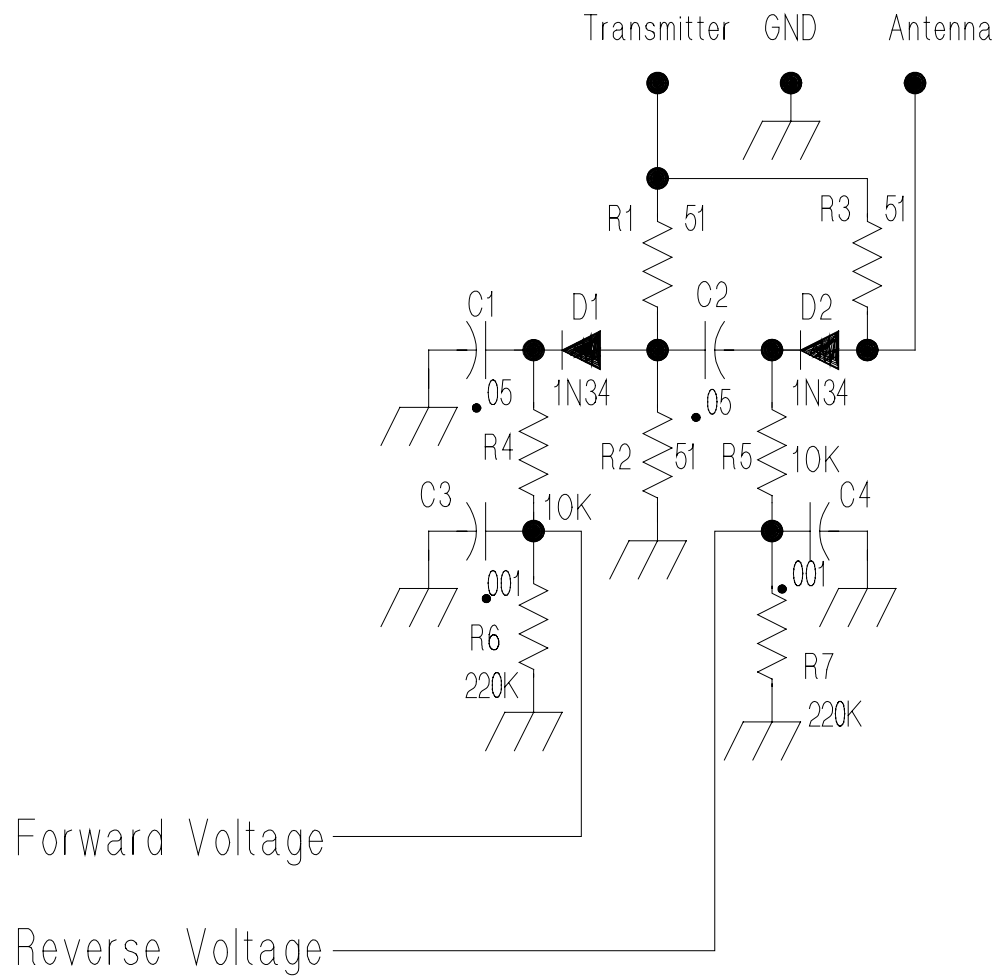 Transmitter GND Antenna
R1 51 R3 51
C1 D1 C2 D2
.05 1N34 .05 1N34
R4 R2 51 R5 10K
C3 10K C4
.001 .001
R6 R7
220K 220K
Forward Voltage
Reverse Voltage